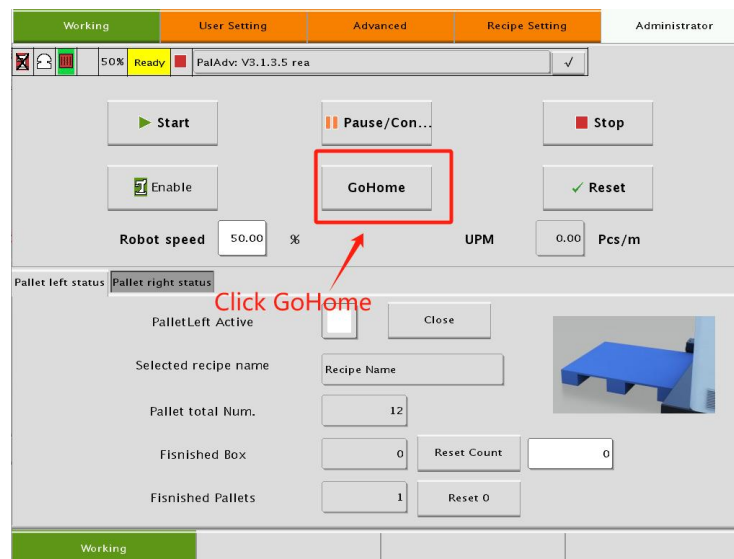 Working User Setting Advanced Recipe Setting Administrator
50% Ready PalAdv: V3.1.3.5 rea √
Start Pause/Con... Stop
Enable GoHome Reset
Robot speed 50.00 % UPM 0.00 Pcs/m
Pallet left status Pallet right status
Click GoHome
PalletLeft Active Close
Selected recipe name Recipe Name
Pallet total Num. 12
Fisnished Box 0 Reset Count 0
Fisnished Pallets 1 Reset 0
Working